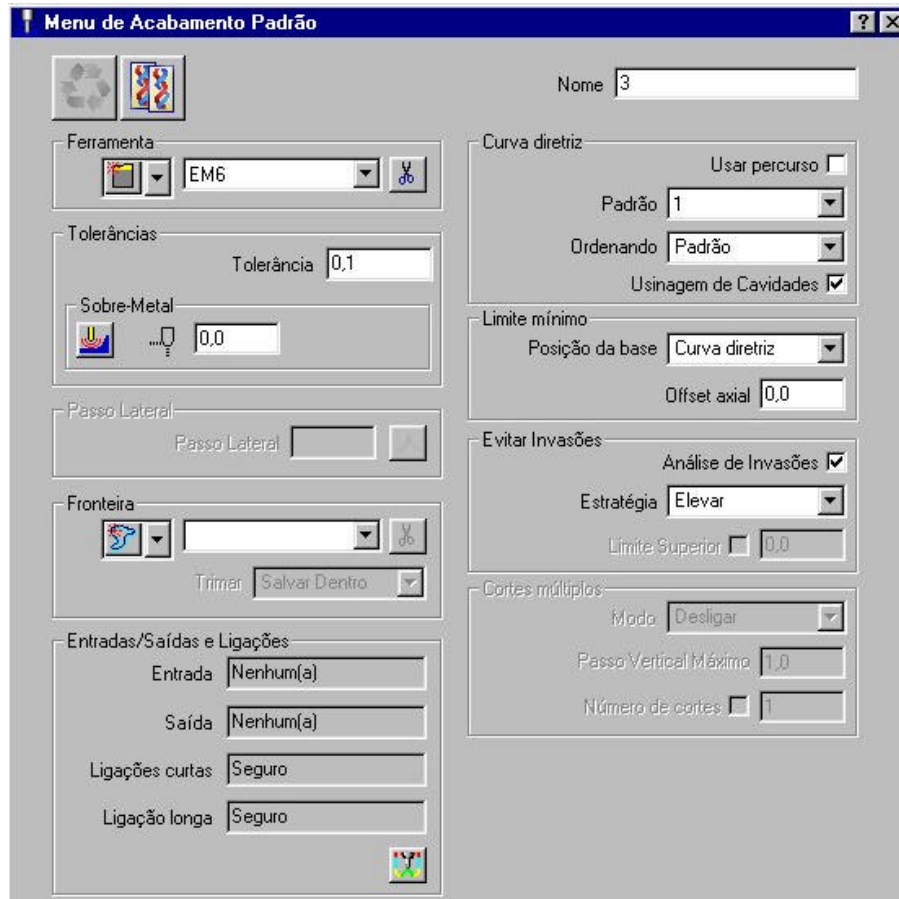 Menu de Acabamento Padrão
Nome 3
Ferramenta
EM6
Tolerâncias
Tolerância 0,1
Sobre-Metal
0,0
Passo Lateral
Passo Lateral
Fronteira
Trimar Salvar Dentro
Entradas/Saídas e Ligações
Entrada Nenhum(a)
Saída Nenhum(a)
Ligações curtas Seguro
Ligação longa Seguro
Curva diretriz
Usar percurso
Padrão 1
Ordenando Padrão
Usinagem de Cavidades
Limite mínimo
Posição da base Curva diretriz
Offset axial 0,0
Evitar Invasões
Análise de Invasões
Estratégia Elevar
Limite Superior 0,0
Cortes múltiplos
Modo Desligar
Passo Vertical Máximo 1,0
Número de cortes 1